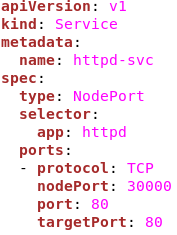 apiVersion: v1
kind: Service
metadata:
  name: httpd-svc
spec:
  type: NodePort
  selector:
    app: httpd
  ports:
  - protocol: TCP
    nodePort: 30000
    port: 80
    targetPort: 80